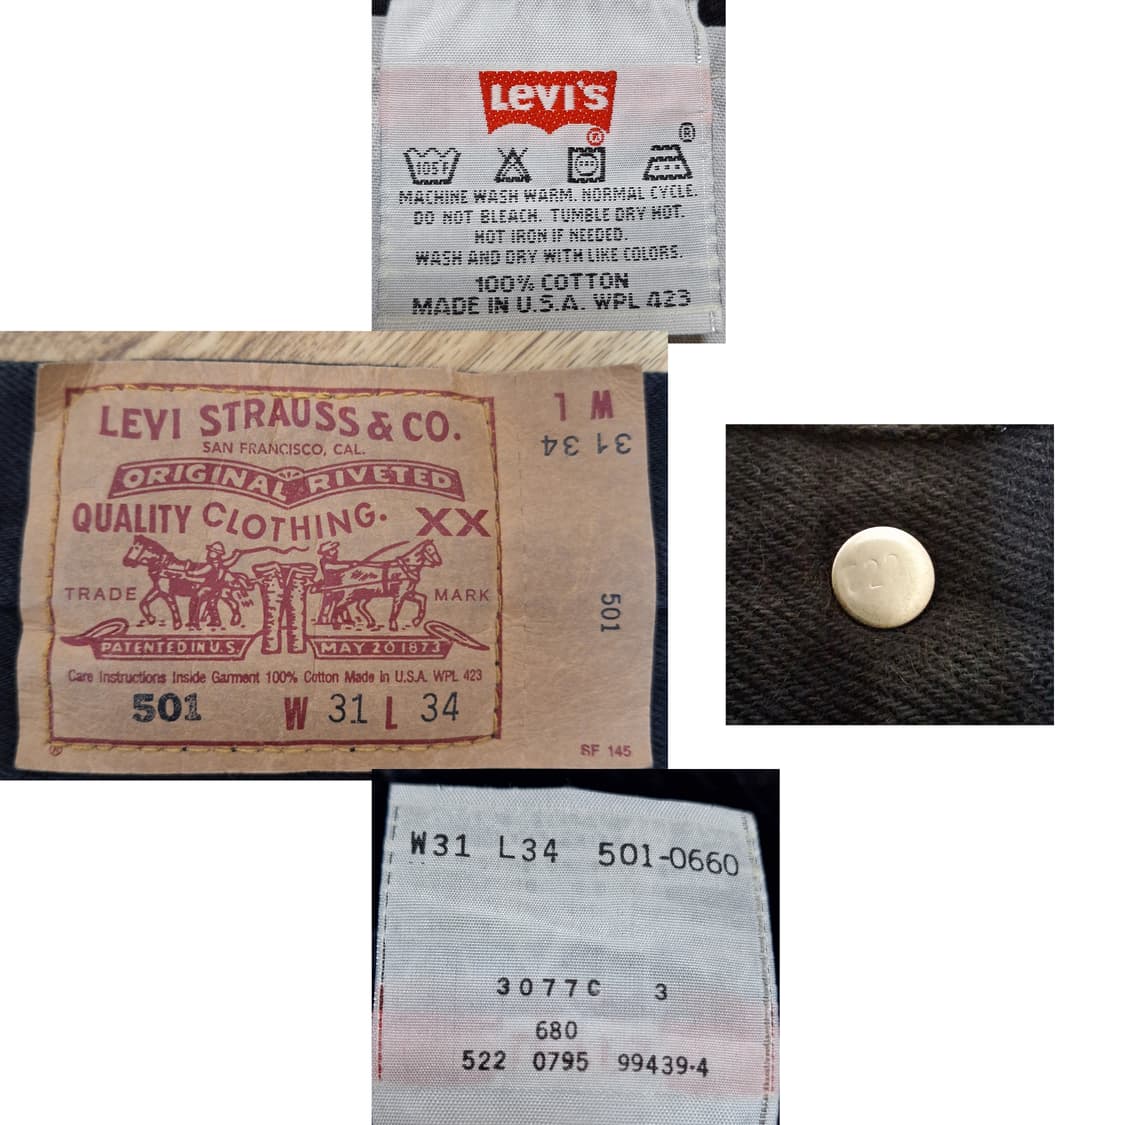 Levi's
®
105F
®
MACHINE WASH WARM. NORMAL CYCLE.
DO NOT BLEACH. TUMBLE DRY HOT.
HOT IRON IF NEEDED.
WASH AND DRY WITH LIKE COLORS.
100% COTTON
MADE IN U.S.A. WPL 423
LEVI STRAUSS & CO.
SAN FRANCISCO, CAL.
ORIGINAL RIVETED
QUALITY CLOTHING. XX
TRADE MARK
PATENTED IN U.S. MAY 20 1873
Care Instructions Inside Garment 100% Cotton Made in U.S.A. WPL 423
501 W 31 L 34
®
W L
31 34
501
SF 145
522
W31 L34 501-0660
3077C 3
680
522 0795 99439-4